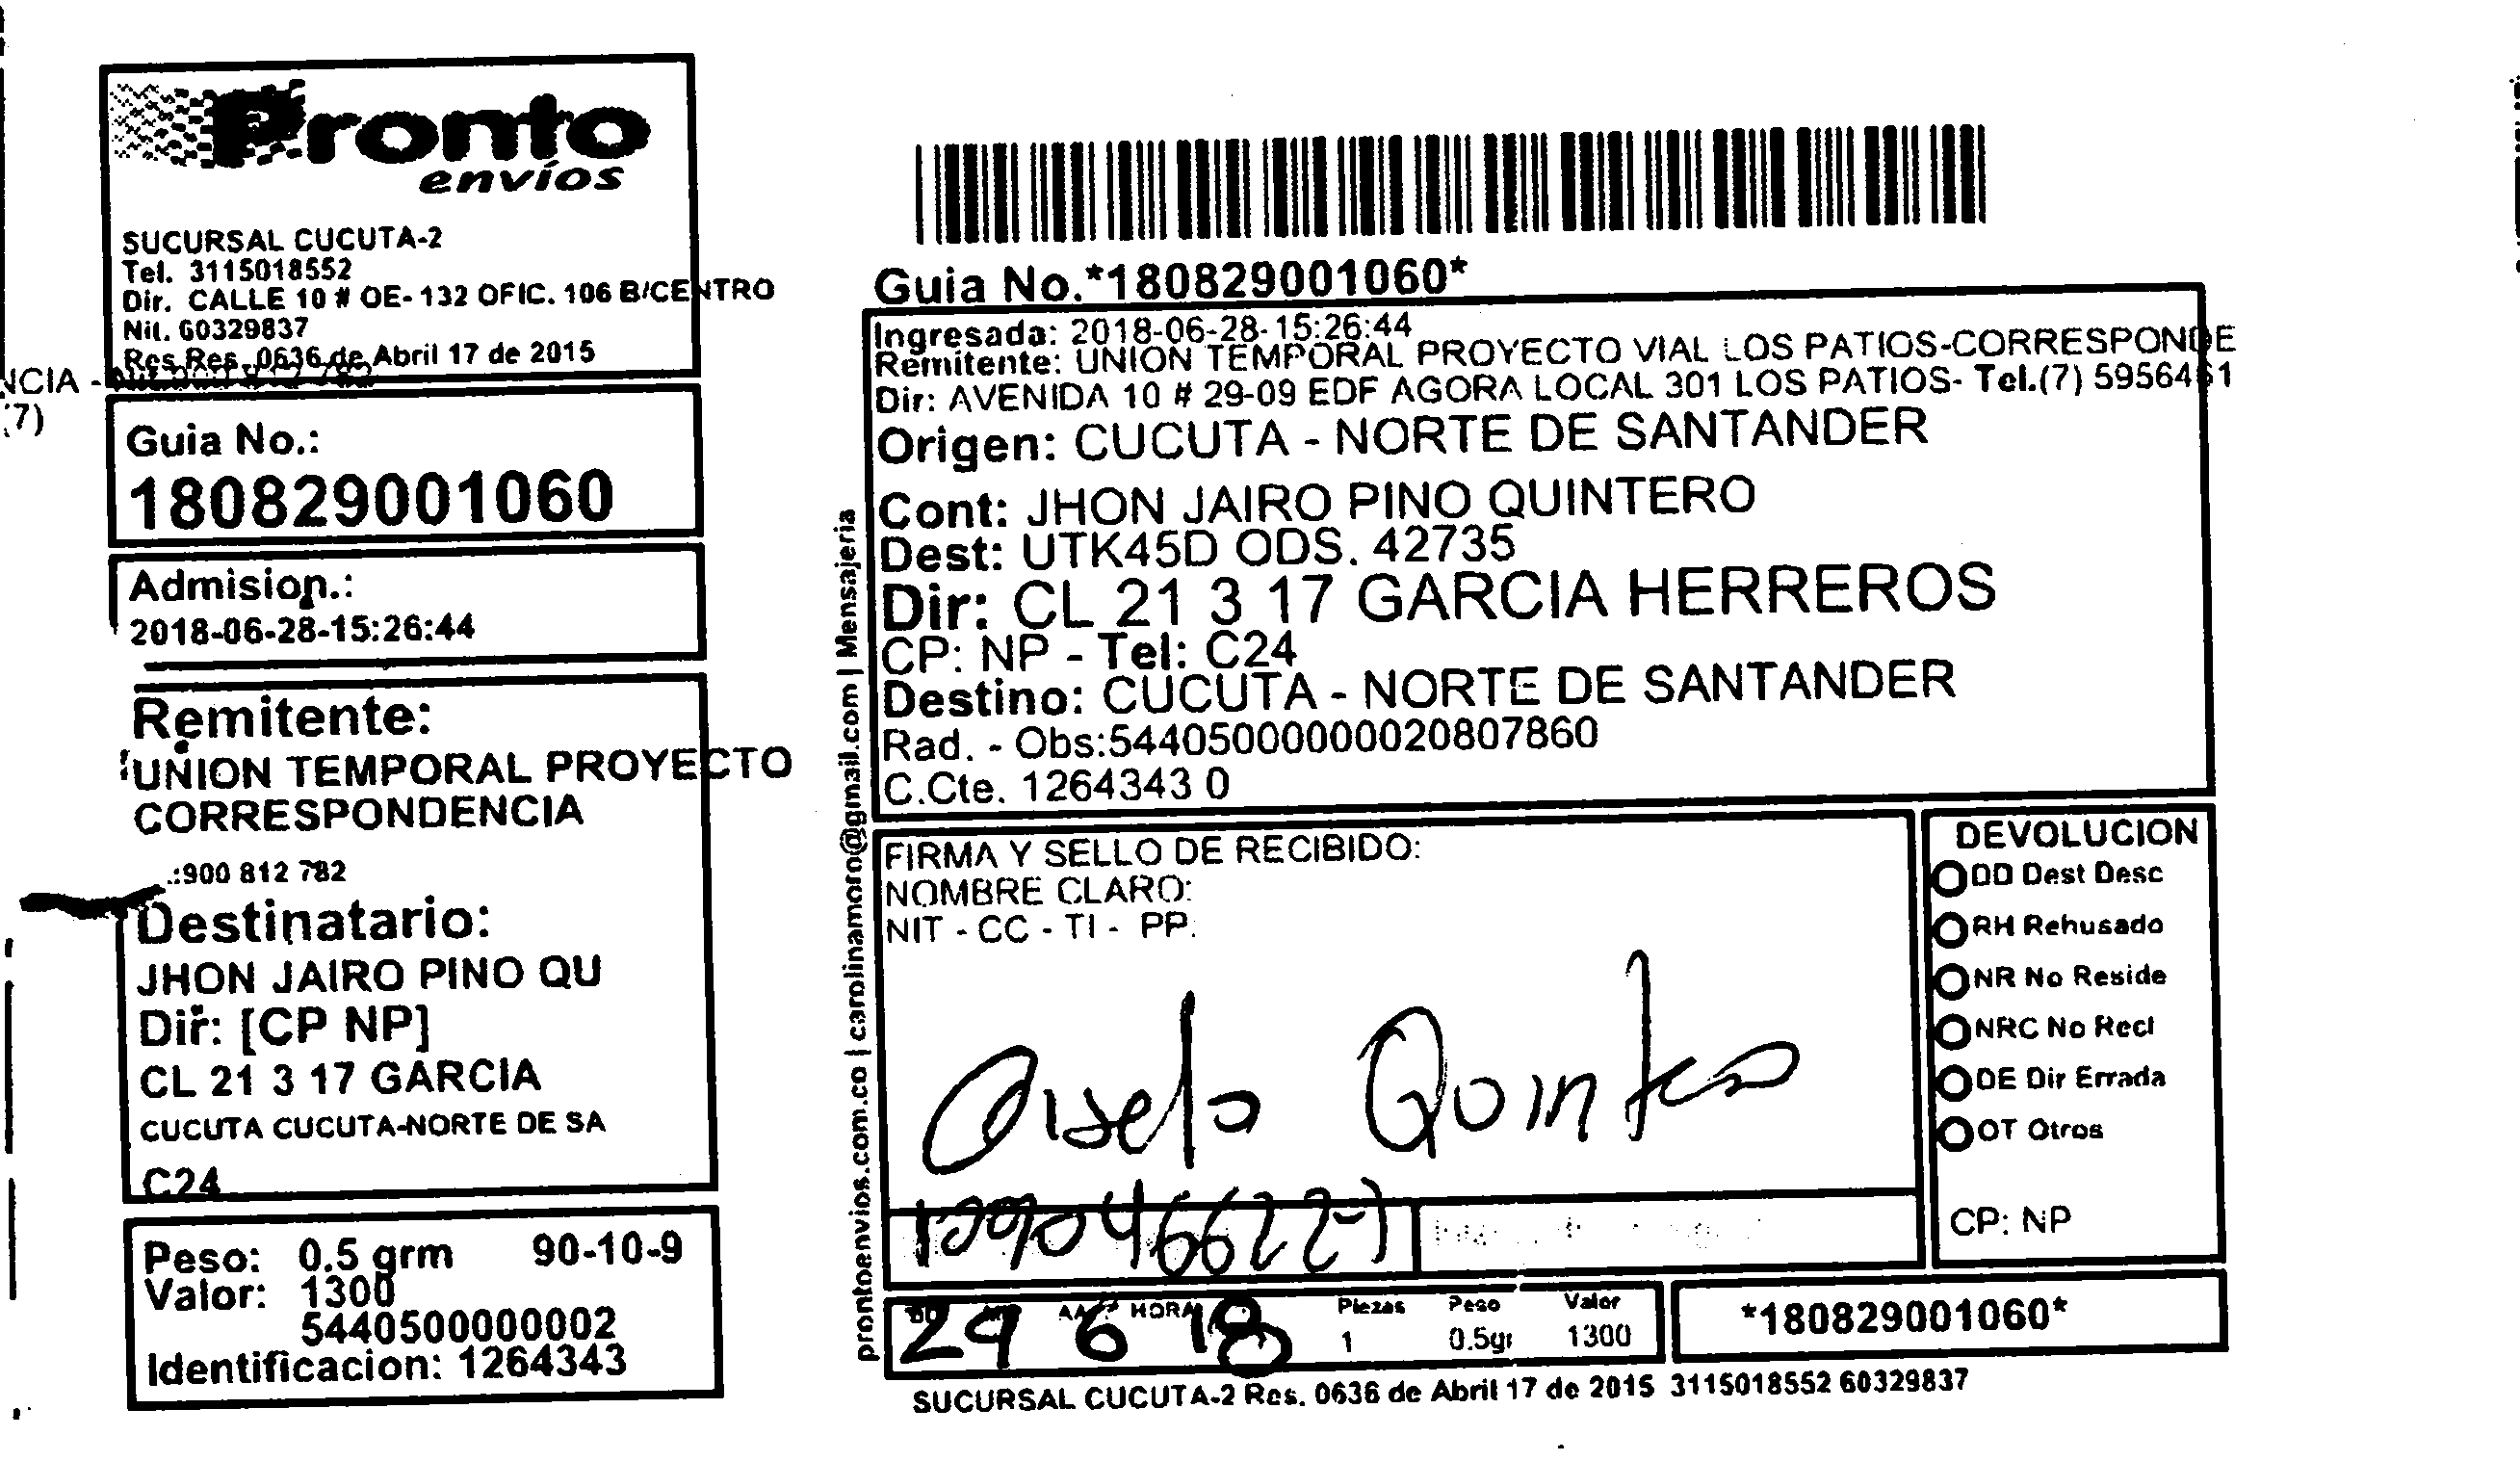 Pronto
envíos
SUCURSAL CUCUTA-2
Tel. 3115018552
Dir. CALLE 10 # OE-132 OFIC. 106 B/CENTRO
Nit. 60329837
Res.Res. 0636 de Abril 17 de 2015
NCIA -
(7)
Guia No.:
180829001060
Admision.:
2018-06-28-15:26:44
Remitente:
UNION TEMPORAL PROYECTO
CORRESPONDENCIA
.:900 812 782
Destinatario:
JHON JAIRO PINO QU
Dir: [CP NP]
CL 21 3 17 GARCIA
CUCUTA CUCUTA-NORTE DE SA
C24
Peso: 0.5 grm 90-10-9
Valor: 1300
5440500000002
Identificacion: 1264343
prontoenvios.com.co | carolinamoro@gmail.com | Mensajeria
Guia No.*180829001060*
Ingresada: 2018-06-28-15:26:44
Remitente: UNION TEMPORAL PROYECTO VIAL LOS PATIOS-CORRESPONDE
Dir: AVENIDA 10 # 29-09 EDF AGORA LOCAL 301 LOS PATIOS- Tel.(7) 5956461
Origen: CUCUTA - NORTE DE SANTANDER
Cont: JHON JAIRO PINO QUINTERO
Dest: UTK45D ODS. 42735
Dir: CL 21 3 17 GARCIA HERREROS
CP: NP - Tel: C24
Destino: CUCUTA - NORTE DE SANTANDER
Rad. - Obs:54405000000020807860
C.Cte. 1264343 0
FIRMA Y SELLO DE RECIBIDO:
NOMBRE CLARO:
NIT - CC - TI - PP.
DEVOLUCION
DD Dest Desc
RH Rehusado
NR No Reside
NRC No Recl
DE Dir Errada
OT Otros
CP: NP
HORA Piezas Peso Valor
29 6 18 1 0.5gr 1300
*180829001060*
SUCURSAL CUCUTA-2 Res. 0636 de Abril 17 de 2015 3115018552 60329837